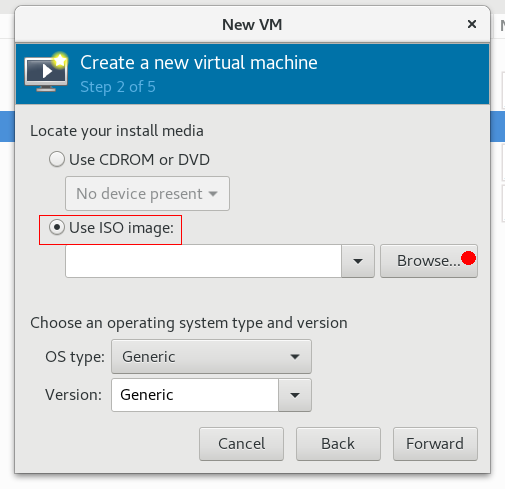 New VM
Create a new virtual machine
Step 2 of 5
Locate your install media
Use CDROM or DVD
No device present
Use ISO image:
Browse...
Choose an operating system type and version
OS type: Generic
Version: Generic
Cancel Back Forward